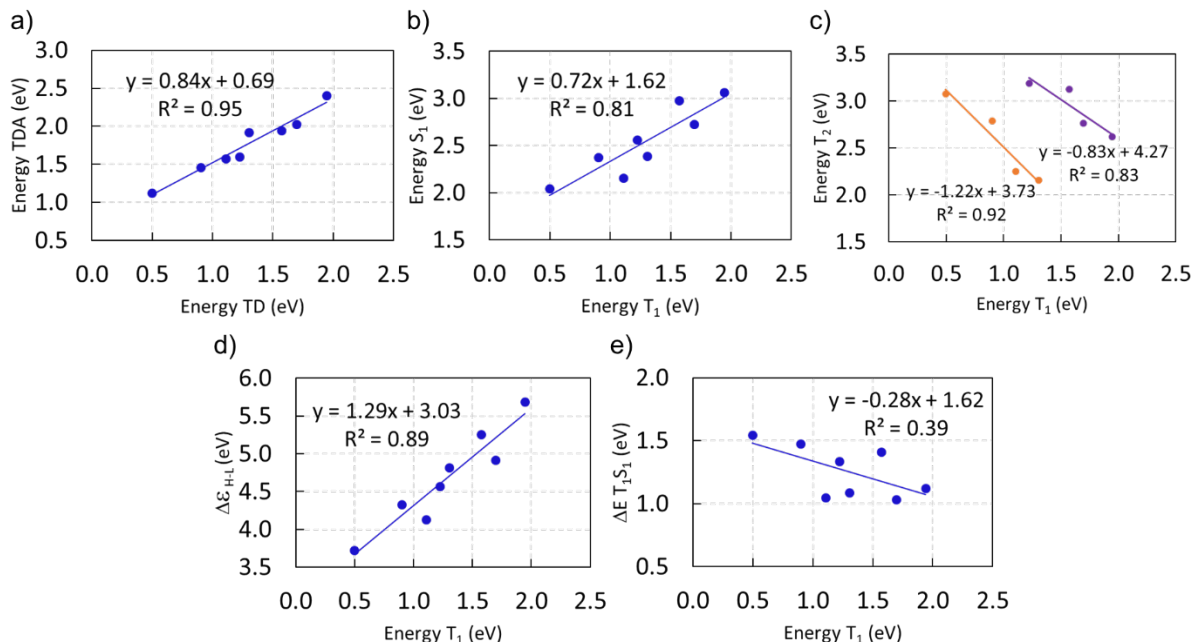 a)
y = 0.84x + 0.69
R² = 0.95
Energy TDA (eV)
3.0
2.5
2.0
1.5
1.0
0.5
0.0 0.5 1.0 1.5 2.0 2.5
Energy TD (eV)
b)
y = 0.72x + 1.62
R² = 0.81
Energy S₁ (eV)
3.5
3.0
2.5
2.0
1.5
0.0 0.5 1.0 1.5 2.0 2.5
Energy T₁ (eV)
c)
Energy T₂ (eV)
3.5
3.0
2.5
2.0
1.5
y = -0.83x + 4.27
R² = 0.83
y = -1.22x + 3.73
R² = 0.92
0.0 0.5 1.0 1.5 2.0 2.5
Energy T₁ (eV)
d)
y = 1.29x + 3.03
R² = 0.89
Δε H-L (eV)
6.0
5.5
5.0
4.5
4.0
3.5
0.0 0.5 1.0 1.5 2.0 2.5
Energy T₁ (eV)
e)
y = -0.28x + 1.62
R² = 0.39
ΔE T₁S₁ (eV)
2.0
1.5
1.0
0.5
0.0 0.5 1.0 1.5 2.0 2.5
Energy T₁ (eV)